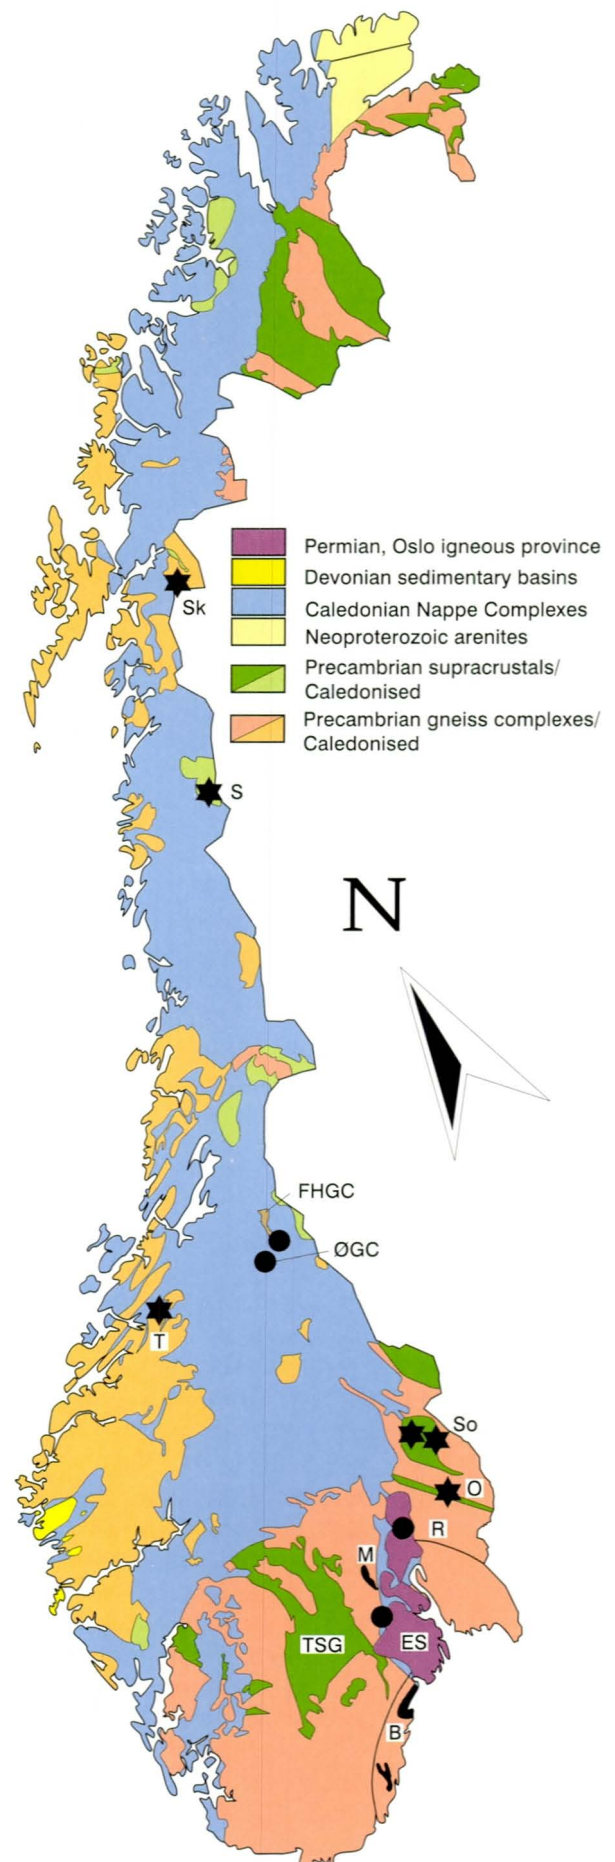 Permian, Oslo igneous province
Devonian sedimentary basins
Caledonian Nappe Complexes
Neoproterozoic arenites
Precambrian supracrustals/
Caledonised
Precambrian gneiss complexes/
Caledonised
Sk
S
N
FHGC
ØGC
T
So
O
R
M
TSG
ES
B